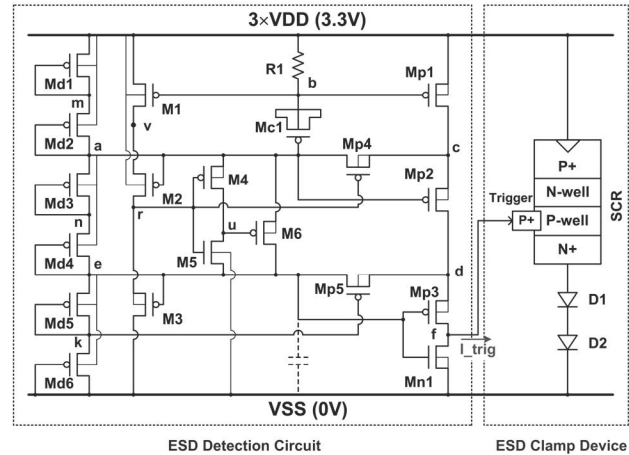 3×VDD (3.3V)
R1
b
Mp1
Md1
m
M1
Mc1
v
Md2
a
Mp4
c
P+
Md3
M2
M4
Mp2
Trigger
N-well
SCR
r
n
u
M6
P+
P-well
Md4
M5
N+
e
d
Mp5
Mp3
D1
Md5
M3
f
k
I_trig
D2
Md6
Mn1
VSS (0V)
ESD Detection Circuit
ESD Clamp Device